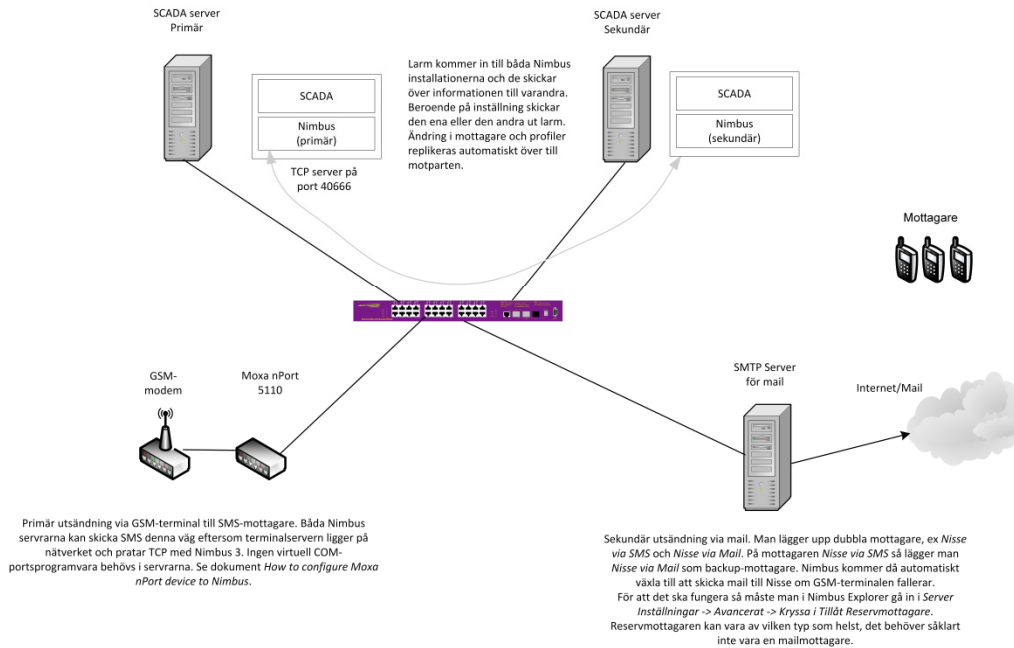 SCADA server
Primär
SCADA server
Sekundär
SCADA
Nimbus
(primär)
TCP server på
port 40666
Larm kommer in till båda Nimbus
installationerna och de skickar
över informationen till varandra.
Beroende på inställning skickar
den ena eller den andra ut larm.
Ändring i mottagare och profiler
replikeras automatiskt över till
motparten.
SCADA
Nimbus
(sekundär)
Mottagare
GSM-
modem
Moxa nPort
5110
SMTP Server
för mail
Internet/Mail
Primär utsändning via GSM-terminal till SMS-mottagare. Båda Nimbus
servrarna kan skicka SMS denna väg eftersom terminalservern ligger på
nätverket och pratar TCP med Nimbus 3. Ingen virtuell COM-
portsprogramvara behövs i servrarna. Se dokument How to configure Moxa
nPort device to Nimbus.
Sekundär utsändning via mail. Man lägger upp dubbla mottagare, ex Nisse
via SMS och Nisse via Mail. På mottagaren Nisse via SMS så lägger man
Nisse via Mail som backup-mottagare. Nimbus kommer då automatiskt
växla till att skicka mail till Nisse om GSM-terminalen fallerar.
För att det ska fungera så måste man i Nimbus Explorer gå in i Server
Inställningar -> Avancerat -> Kryssa i Tillåt Reservmottagare.
Reservmottagaren kan vara av vilken typ som helst, det behöver såklart
inte vara en mailmottagare.